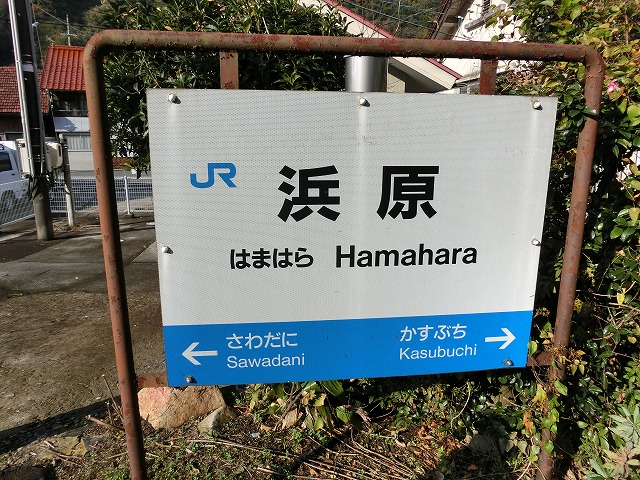 JR 浜原
はまはら Hamahara
← さわだに かすぶち →
Sawadani Kasubuchi